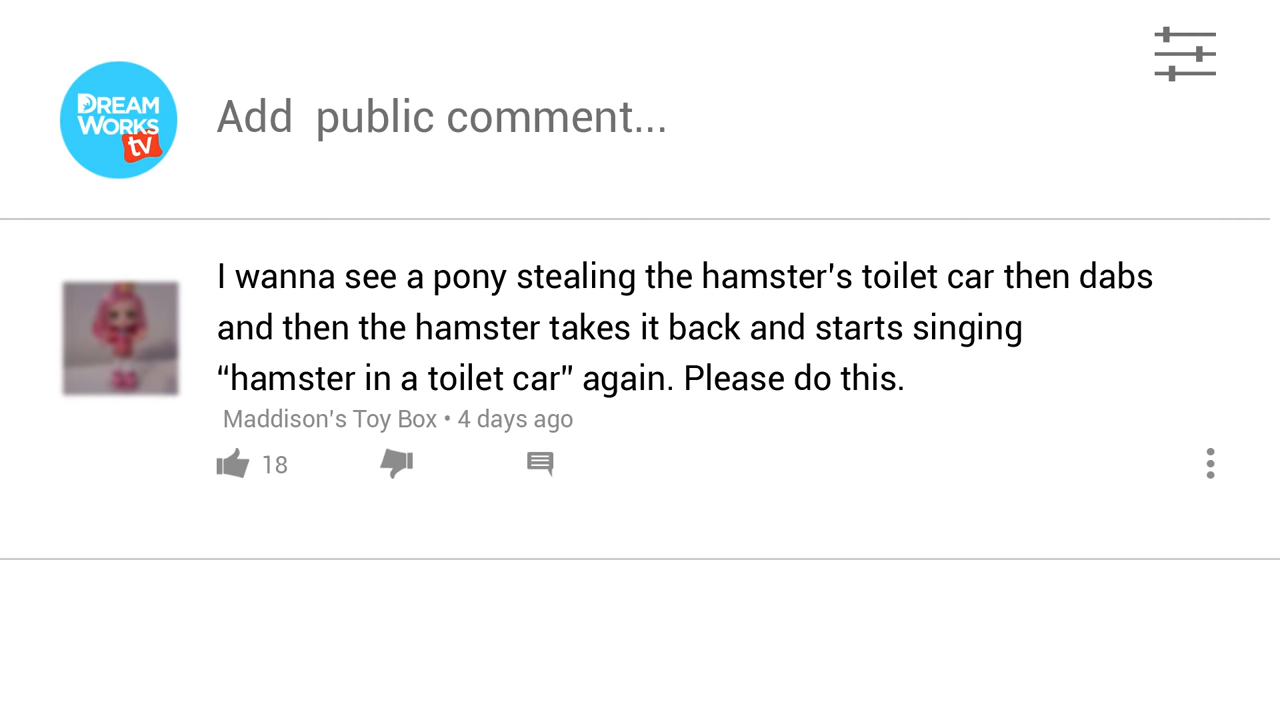 DREAM
WORKS
tv
Add  public comment...
I wanna see a pony stealing the hamster's toilet car then dabs
and then the hamster takes it back and starts singing
“hamster in a toilet car” again. Please do this.
Maddison's Toy Box • 4 days ago
18